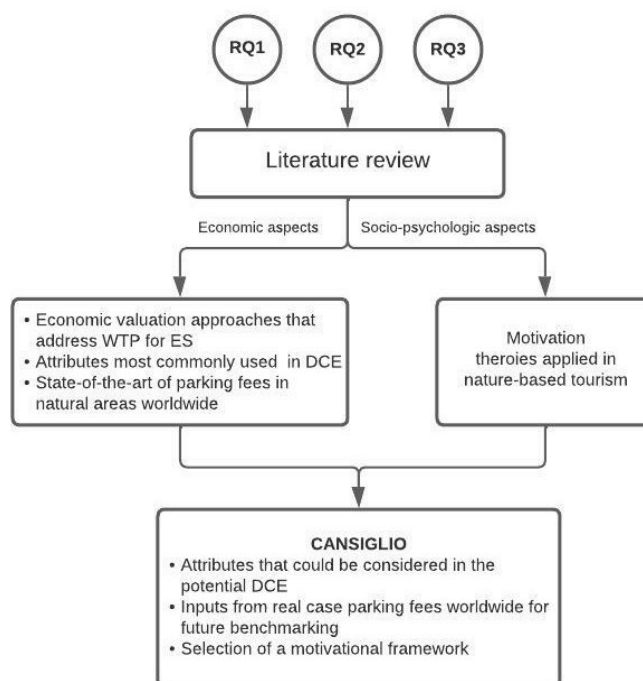 RQ1
RQ2
RQ3
Literature review
Economic aspects
Socio-psychologic aspects
• Economic valuation approaches that
address WTP for ES
• Attributes most commonly used in DCE
• State-of-the-art of parking fees in
natural areas worldwide
Motivation
theroies applied in
nature-based tourism
CANSIGLIO
• Attributes that could be considered in the
potential DCE
• Inputs from real case parking fees worldwide for
future benchmarking
• Selection of a motivational framework